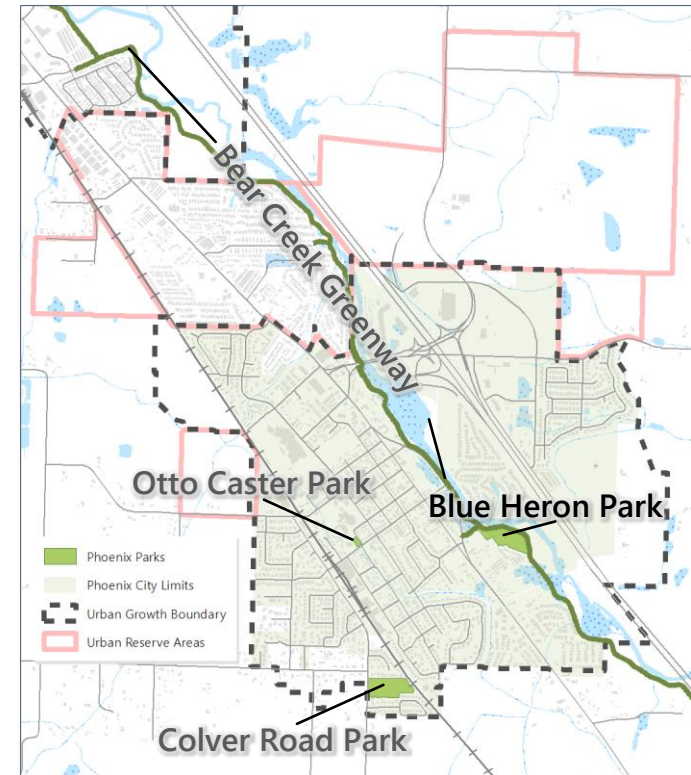 Bear Creek Greenway
Otto Caster Park
Blue Heron Park
Phoenix Parks
Phoenix City Limits
Urban Growth Boundary
Urban Reserve Areas
Colver Road Park